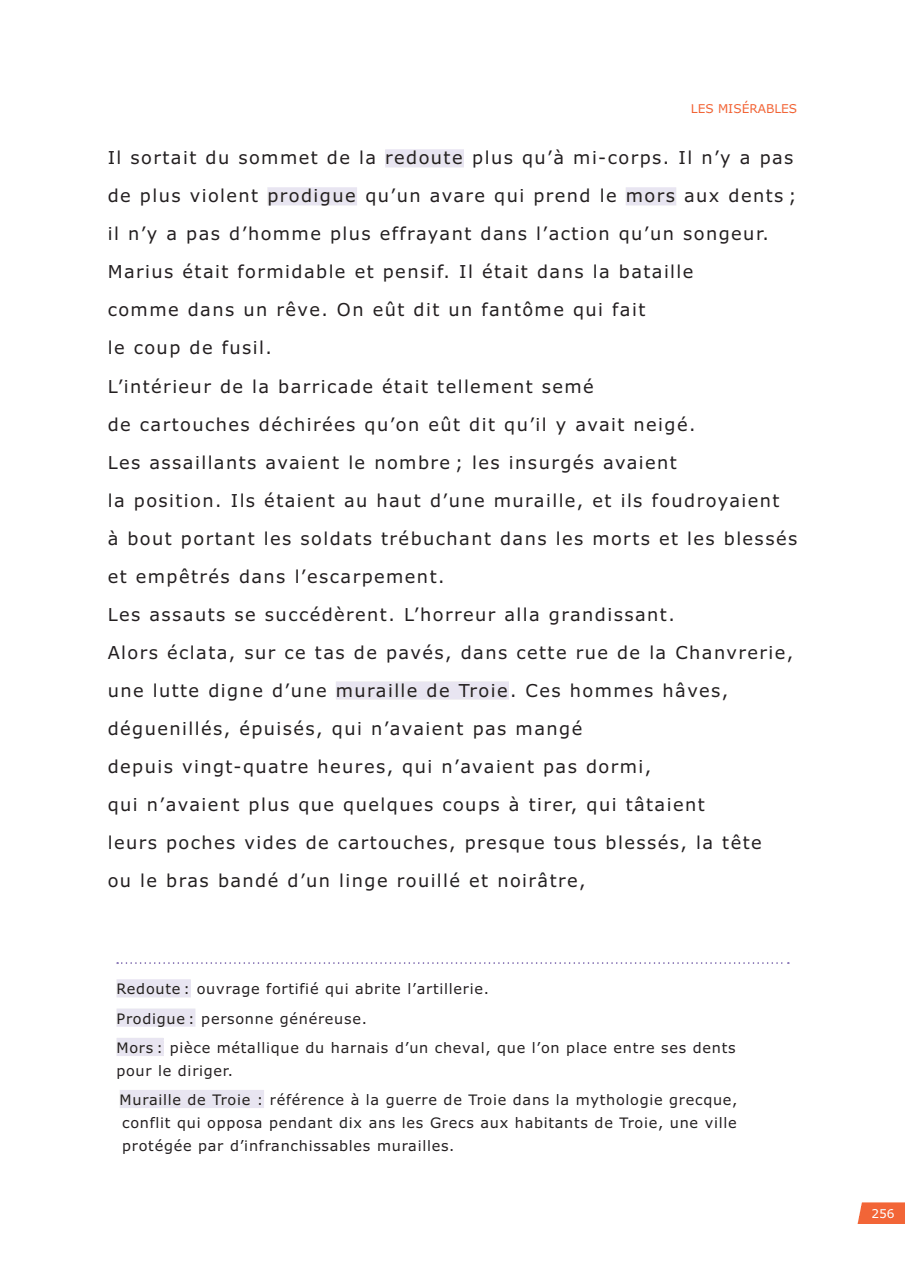 LES MISÉRABLES
Il sortait du sommet de la redoute plus qu’à mi-corps. Il n’y a pas
de plus violent prodigue qu’un avare qui prend le mors aux dents ;
il n’y a pas d’homme plus effrayant dans l’action qu’un songeur.
Marius était formidable et pensif. Il était dans la bataille
comme dans un rêve. On eût dit un fantôme qui fait
le coup de fusil.
L’intérieur de la barricade était tellement semé
de cartouches déchirées qu’on eût dit qu’il y avait neigé.
Les assaillants avaient le nombre ; les insurgés avaient
la position. Ils étaient au haut d’une muraille, et ils foudroyaient
à bout portant les soldats trébuchant dans les morts et les blessés
et empêtrés dans l’escarpement.
Les assauts se succédèrent. L’horreur alla grandissant.
Alors éclata, sur ce tas de pavés, dans cette rue de la Chanvrerie,
une lutte digne d’une muraille de Troie. Ces hommes hâves,
déguenillés, épuisés, qui n’avaient pas mangé
depuis vingt-quatre heures, qui n’avaient pas dormi,
qui n’avaient plus que quelques coups à tirer, qui tâtaient
leurs poches vides de cartouches, presque tous blessés, la tête
ou le bras bandé d’un linge rouillé et noirâtre,
Redoute : ouvrage fortifié qui abrite l’artillerie.
Prodigue : personne généreuse.
Mors : pièce métallique du harnais d’un cheval, que l’on place entre ses dents
pour le diriger.
Muraille de Troie : référence à la guerre de Troie dans la mythologie grecque,
conflit qui opposa pendant dix ans les Grecs aux habitants de Troie, une ville
protégée par d’infranchissables murailles.
256